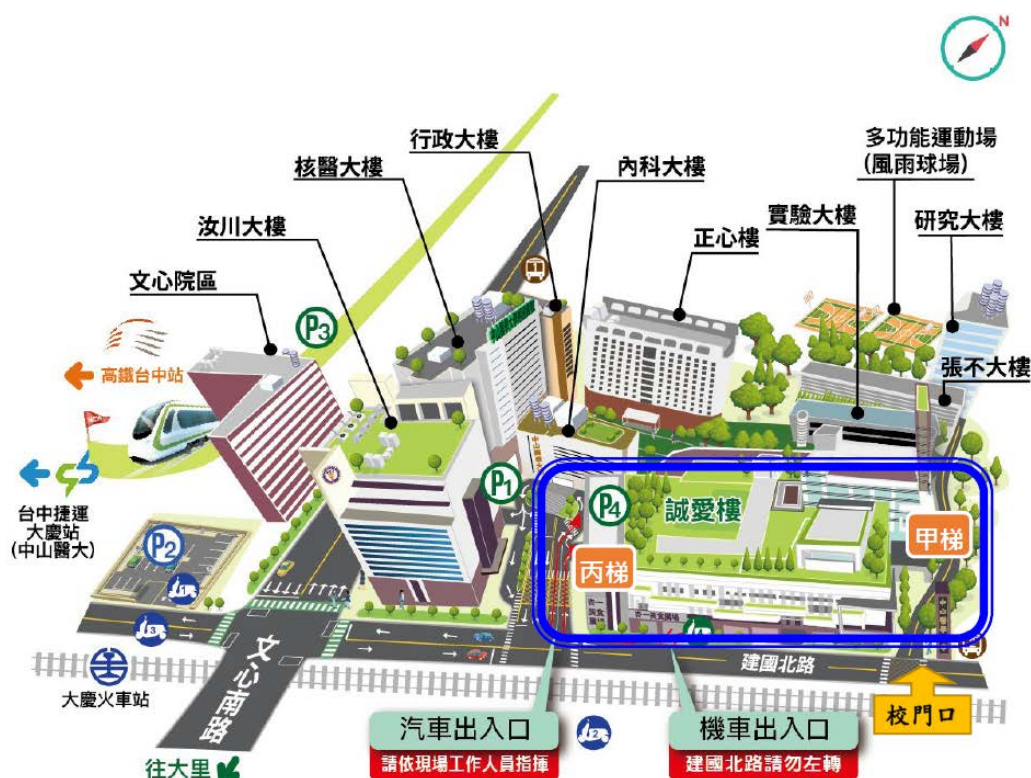 N
行政大樓
核醫大樓
內科大樓
多功能運動場
(風雨球場)
汝川大樓
正心樓
實驗大樓
研究大樓
文心院區
P3
高鐵台中站
張不大樓
P1
P4
誠愛樓
甲梯
丙梯
台中捷運
大慶站
(中山醫大)
P2
3
大慶火車站
文心南路
建國北路
校門口
汽車出入口
請依現場工作人員指揮
2
機車出入口
建國北路請勿左轉
往大里